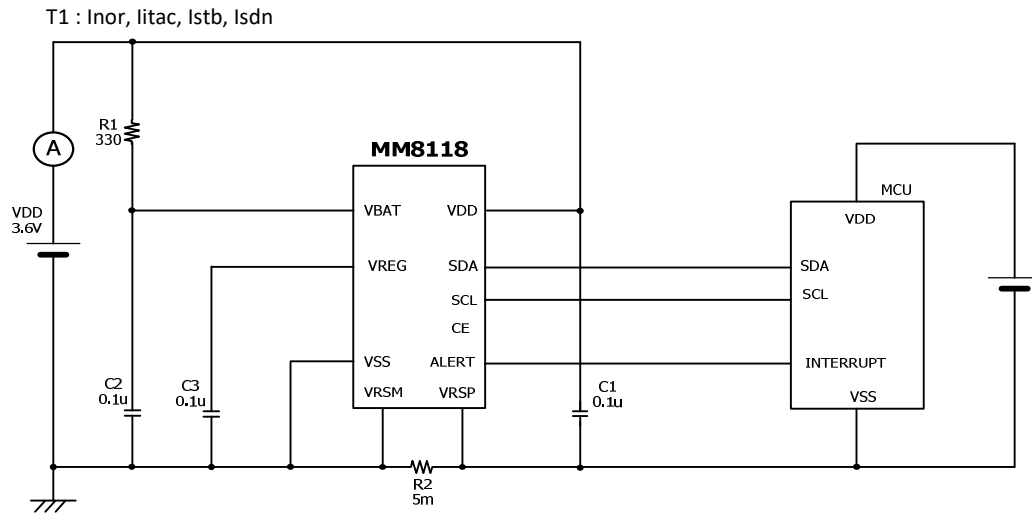 T1 : Inor, Iitac, Istb, Isdn
R1
330
A
MM8118
MCU
VDD
3.6V
VBAT
VDD
VDD
VREG
SDA
SDA
SCL
SCL
CE
VSS
ALERT
INTERRUPT
C2
0.1u
C3
0.1u
VRSM
VRSP
C1
0.1u
VSS
R2
5m